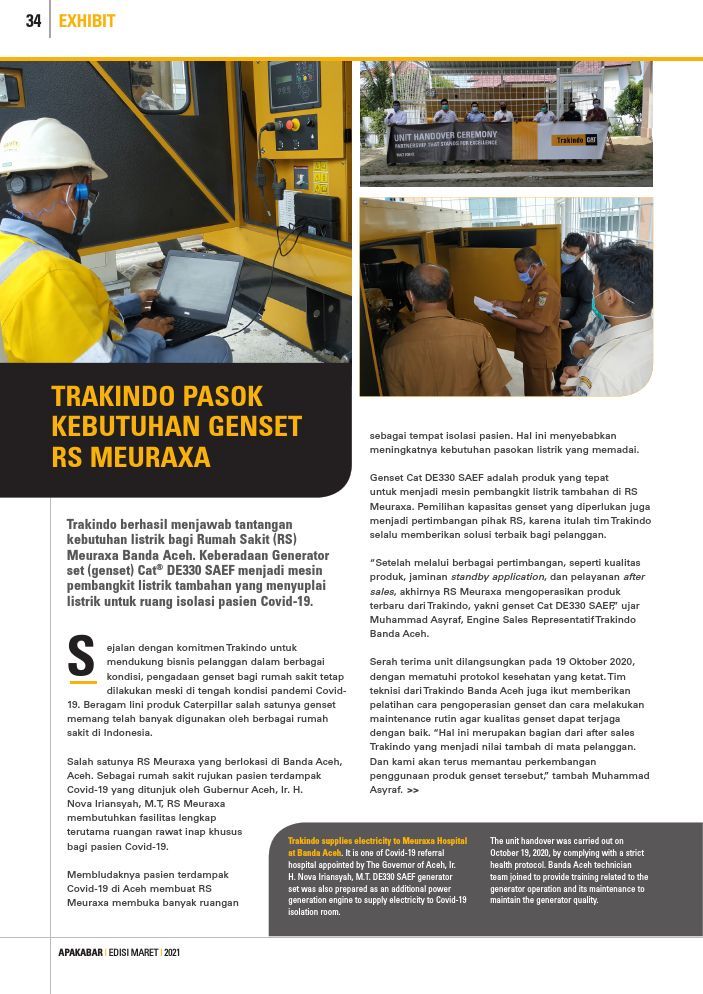 34 EXHIBIT
UNIT HANDOVER CEREMONY
PARTNERSHIP THAT STANDS FOR EXCELLENCE
Trakindo CAT
TRAKINDO PASOK
KEBUTUHAN GENSET
RS MEURAXA
Trakindo berhasil menjawab tantangan
kebutuhan listrik bagi Rumah Sakit (RS)
Meuraxa Banda Aceh. Keberadaan Generator
set (genset) Cat® DE330 SAEF menjadi mesin
pembangkit listrik tambahan yang menyuplai
listrik untuk ruang isolasi pasien Covid-19.
Sejalan dengan komitmen Trakindo untuk
mendukung bisnis pelanggan dalam berbagai
kondisi, pengadaan genset bagi rumah sakit tetap
dilakukan meski di tengah kondisi pandemi Covid-
19. Beragam lini produk Caterpillar salah satunya genset
memang telah banyak digunakan oleh berbagai rumah
sakit di Indonesia.
Salah satunya RS Meuraxa yang berlokasi di Banda Aceh,
Aceh. Sebagai rumah sakit rujukan pasien terdampak
Covid-19 yang ditunjuk oleh Gubernur Aceh, Ir. H.
Nova Iriansyah, M.T, RS Meuraxa
membutuhkan fasilitas lengkap
terutama ruangan rawat inap khusus
bagi pasien Covid-19.
Membludaknya pasien terdampak
Covid-19 di Aceh membuat RS
Meuraxa membuka banyak ruangan
sebagai tempat isolasi pasien. Hal ini menyebabkan
meningkatnya kebutuhan pasokan listrik yang memadai.
Genset Cat DE330 SAEF adalah produk yang tepat
untuk menjadi mesin pembangkit listrik tambahan di RS
Meuraxa. Pemilihan kapasitas genset yang diperlukan juga
menjadi pertimbangan pihak RS, karena itulah tim Trakindo
selalu memberikan solusi terbaik bagi pelanggan.
“Setelah melalui berbagai pertimbangan, seperti kualitas
produk, jaminan standby application, dan pelayanan after
sales, akhirnya RS Meuraxa mengoperasikan produk
terbaru dari Trakindo, yakni genset Cat DE330 SAEF,” ujar
Muhammad Asyraf, Engine Sales Representatif Trakindo
Banda Aceh.
Serah terima unit dilangsungkan pada 19 Oktober 2020,
dengan mematuhi protokol kesehatan yang ketat. Tim
teknisi dari Trakindo Banda Aceh juga ikut memberikan
pelatihan cara pengoperasian genset dan cara melakukan
maintenance rutin agar kualitas genset dapat terjaga
dengan baik. “Hal ini merupakan bagian dari after sales
Trakindo yang menjadi nilai tambah di mata pelanggan.
Dan kami akan terus memantau perkembangan
penggunaan produk genset tersebut,” tambah Muhammad
Asyraf. >>
Trakindo supplies electricity to Meuraxa Hospital
at Banda Aceh. It is one of Covid-19 referral
hospital appointed by The Governor of Aceh, Ir.
H. Nova Iriansyah, M.T. DE330 SAEF generator
set was also prepared as an additional power
generation engine to supply electricity to Covid-19
isolation room.
The unit handover was carried out on
October 19, 2020, by complying with a strict
health protocol. Banda Aceh technician
team joined to provide training related to the
generator operation and its maintenance to
maintain the generator quality.
APAKABAR | EDISI MARET | 2021